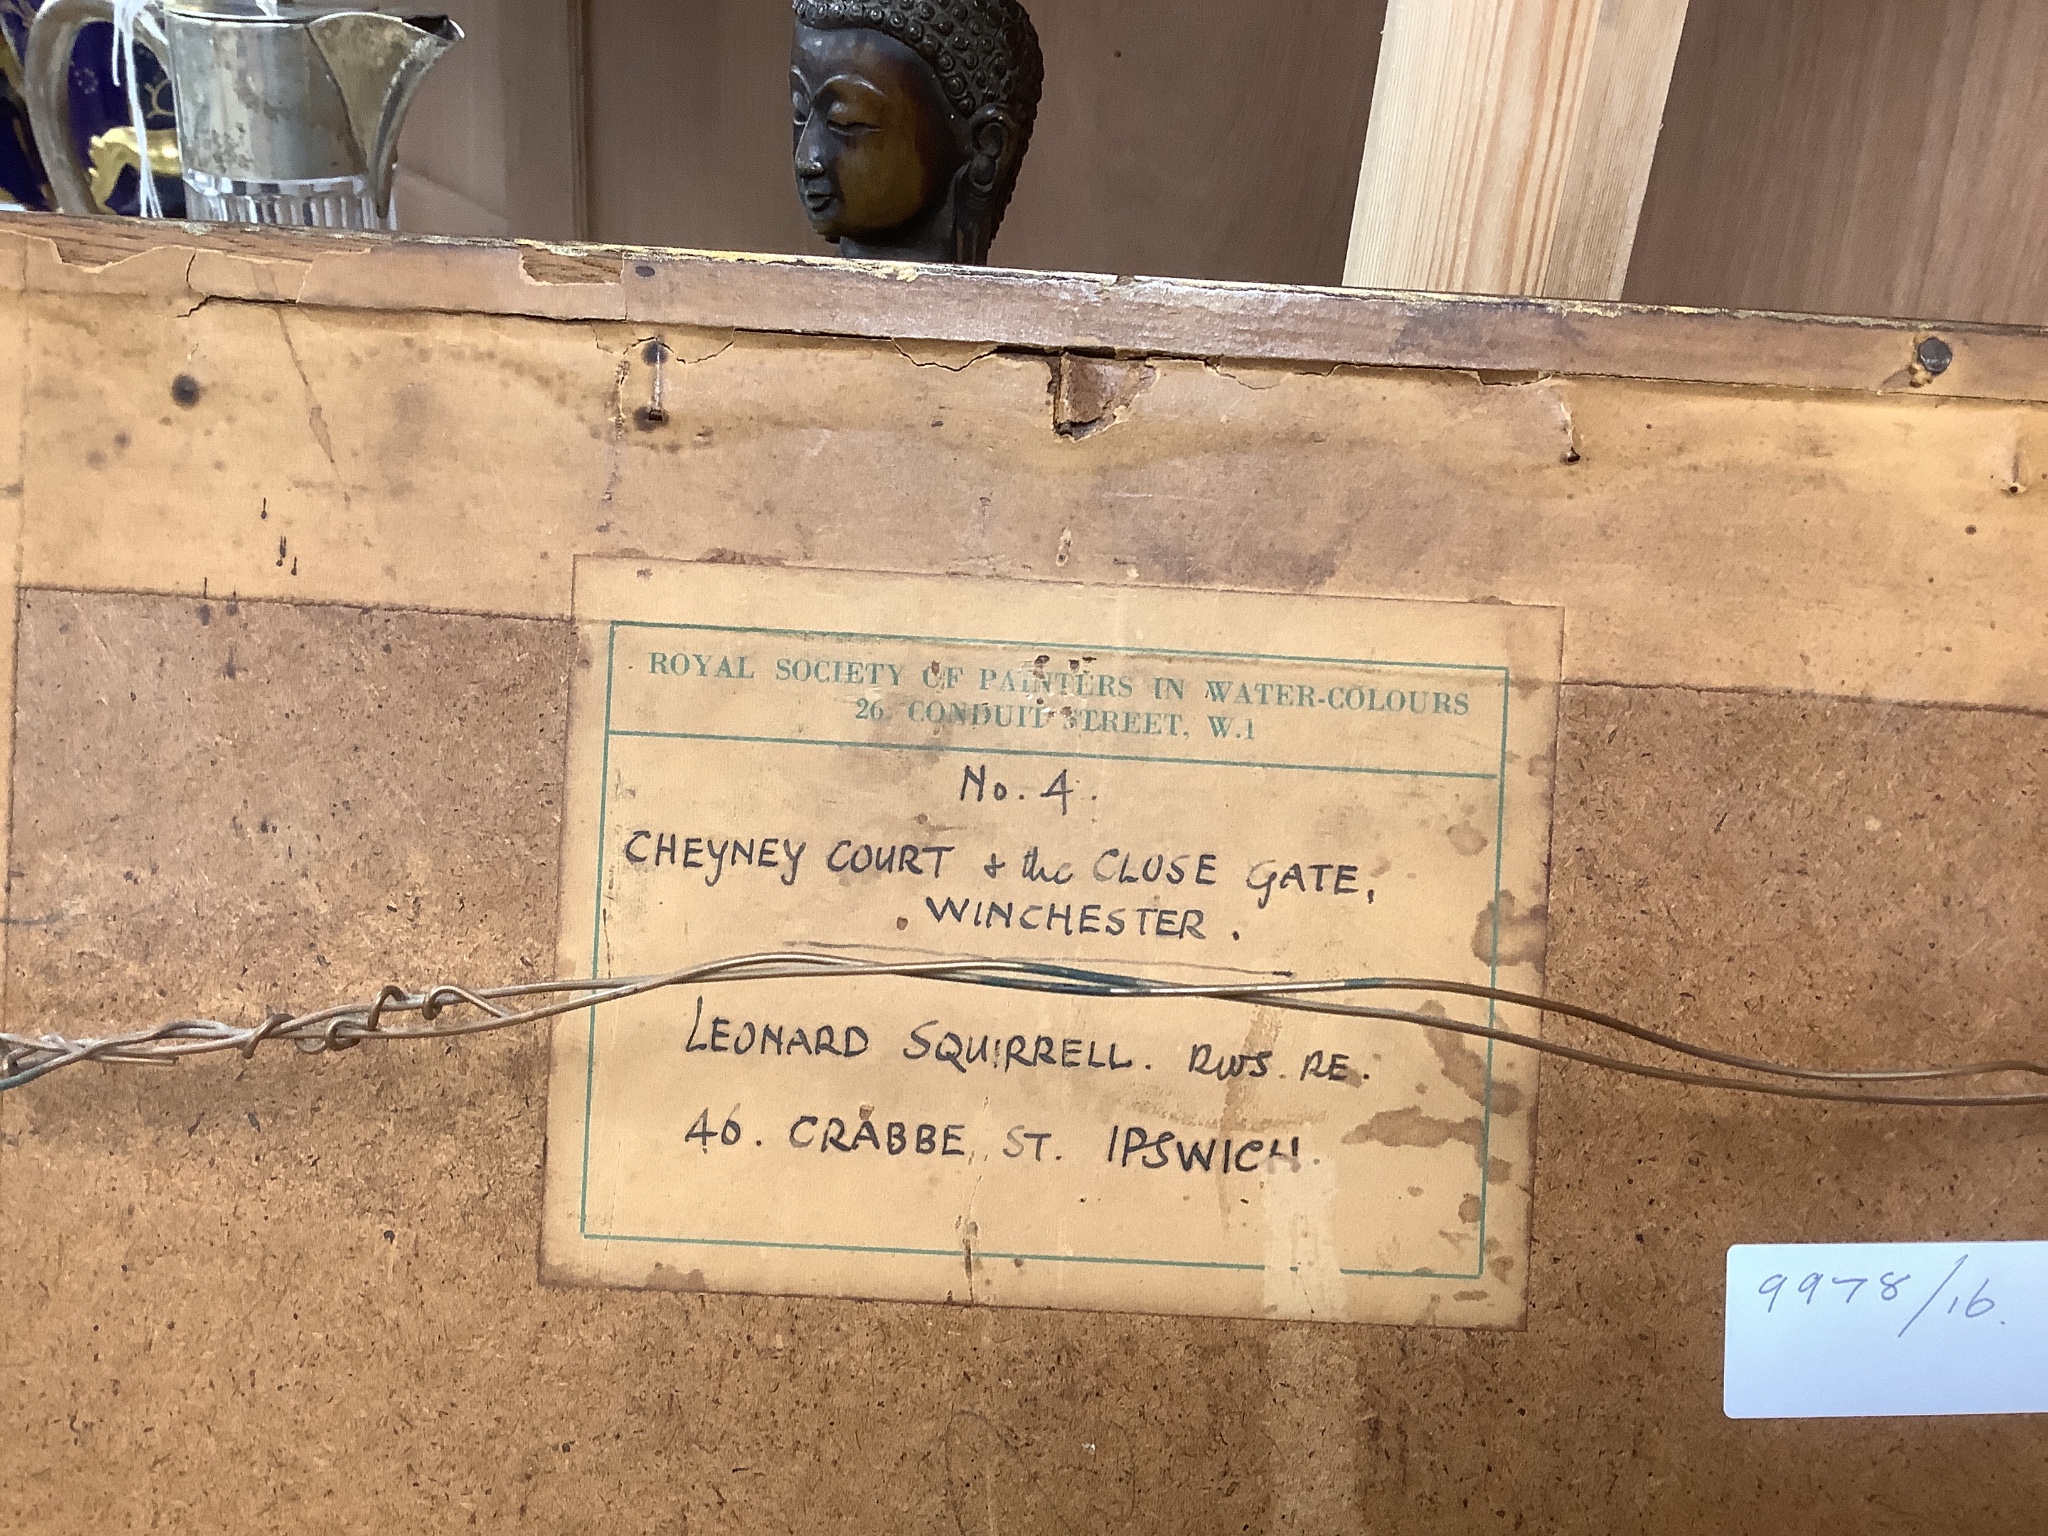 ROYAL SOCIETY OF PAINTERS IN WATER-COLOURS
26, CONDUIT STREET, W.1
No. 4.
CHEYNEY COURT & the CLOSE GATE,
WINCHESTER.
LEONARD SQUIRRELL. RWS. RE.
46. CRABBE ST. IPSWICH.
9978/16.